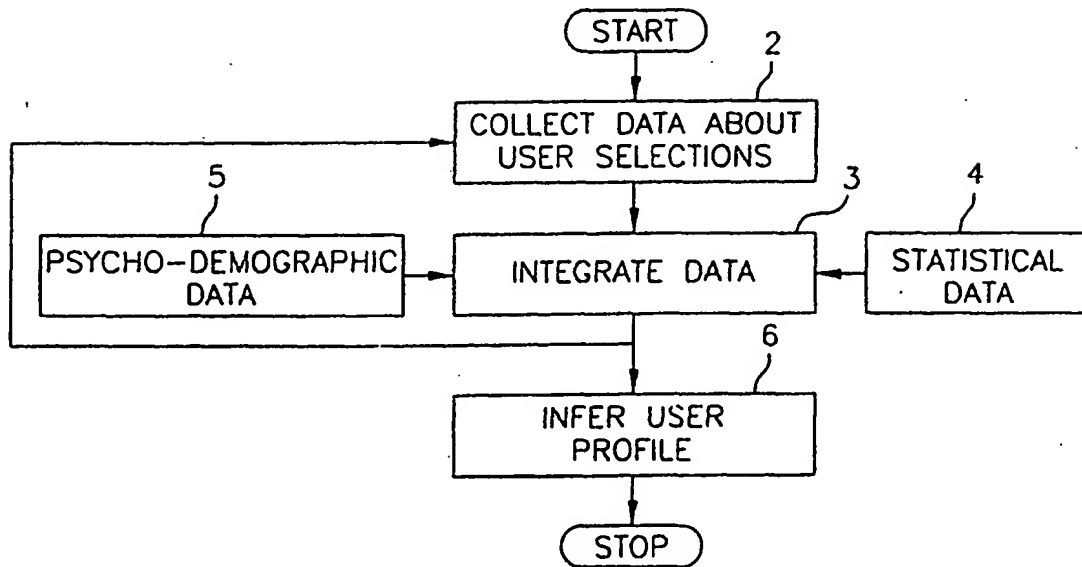 START
2
COLLECT DATA ABOUT
USER SELECTIONS
5
3
4
PSYCHO-DEMOGRAPHIC
DATA
INTEGRATE DATA
STATISTICAL
DATA
6
INFER USER
PROFILE
STOP